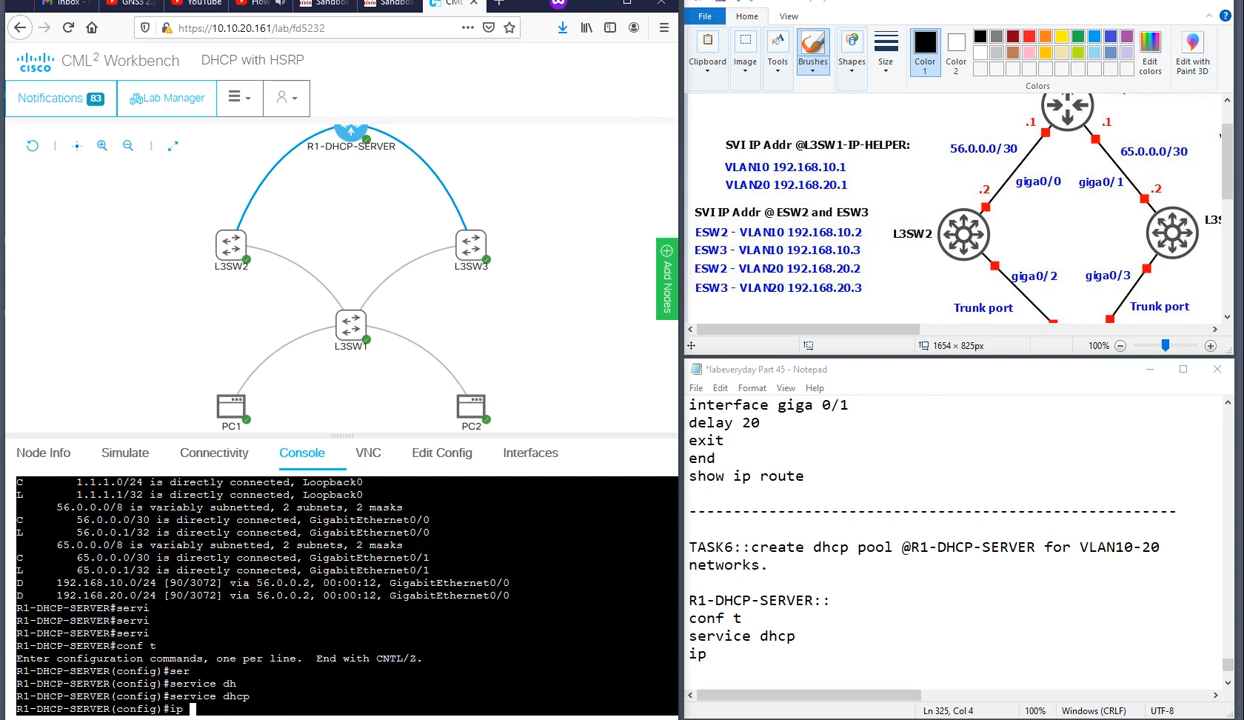 Inbox -
GNS3 2.
YouTube
How
Sandbox
Sandbox
CML
https://10.10.20.161/lab/fd5232
CISCO
CML² Workbench
DHCP with HSRP
Notifications 83
Lab Manager
R1-DHCP-SERVER
L3SW2
L3SW3
L3SW1
PC1
PC2
Add Nodes
Node Info
Simulate
Connectivity
Console
VNC
Edit Config
Interfaces
C 1.1.1.0/24 is directly connected, Loopback0
L 1.1.1.1/32 is directly connected, Loopback0
56.0.0.0/8 is variably subnetted, 2 subnets, 2 masks
C 56.0.0.0/30 is directly connected, GigabitEthernet0/0
L 56.0.0.1/32 is directly connected, GigabitEthernet0/0
65.0.0.0/8 is variably subnetted, 2 subnets, 2 masks
C 65.0.0.0/30 is directly connected, GigabitEthernet0/1
L 65.0.0.1/32 is directly connected, GigabitEthernet0/1
D 192.168.10.0/24 [90/3072] via 56.0.0.2, 00:00:12, GigabitEthernet0/0
D 192.168.20.0/24 [90/3072] via 56.0.0.2, 00:00:12, GigabitEthernet0/0
R1-DHCP-SERVER#servi
R1-DHCP-SERVER#servi
R1-DHCP-SERVER#servi
R1-DHCP-SERVER#conf t
Enter configuration commands, one per line. End with CNTL/Z.
R1-DHCP-SERVER(config)#ser
R1-DHCP-SERVER(config)#service dh
R1-DHCP-SERVER(config)#service dhcp
R1-DHCP-SERVER(config)#ip
File
Home
View
Clipboard
Image
Tools
Brushes
Shapes
Size
Color 1
Color 2
Edit colors
Edit with Paint 3D
Colors
SVI IP Addr @L3SW1-IP-HELPER:
VLAN10 192.168.10.1
VLAN20 192.168.20.1
SVI IP Addr @ ESW2 and ESW3
ESW2 - VLAN10 192.168.10.2
ESW3 - VLAN10 192.168.10.3
ESW2 - VLAN20 192.168.20.2
ESW3 - VLAN20 192.168.20.3
.1
.1
56.0.0.0/30
65.0.0.0/30
giga0/0
giga0/1
.2
.2
L3SW2
L3S
giga0/2
giga0/3
Trunk port
Trunk port
1654 × 825px
100%
*labeveryday Part 45 - Notepad
File Edit Format View Help
interface giga 0/1
delay 20
exit
end
show ip route
------------------------------------------------------
TASK6::create dhcp pool @R1-DHCP-SERVER for VLAN10-20
networks.
R1-DHCP-SERVER::
conf t
service dhcp
ip
Ln 325, Col 4
100%
Windows (CRLF)
UTF-8